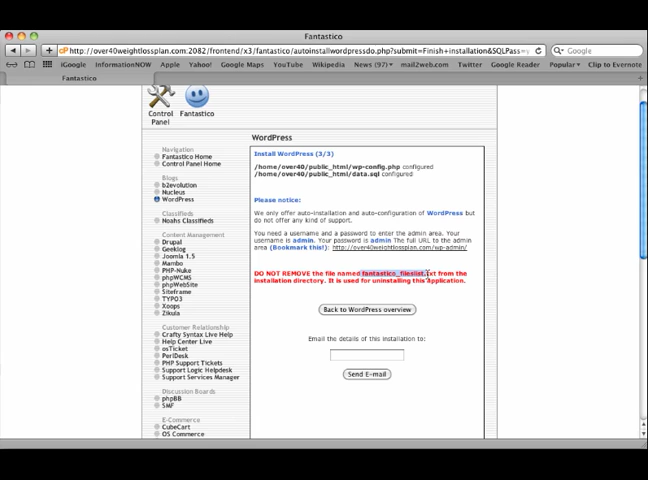 Fantastico
http://over40weightlossplan.com:2082/frontend/x3/fantastico/autoinstallwordpressdo.php?submit=Finish+installation&SQLPass=
Google
iGoogle InformationNOW Apple Yahoo! Google Maps YouTube Wikipedia News (97) mail2web.com Twitter Google Reader Popular Clip to Evernote
Fantastico
Control Panel
Fantastico
Navigation
Fantastico Home
Control Panel Home
Blogs
b2evolution
Nucleus
WordPress
Classifieds
Noahs Classifieds
Content Management
Drupal
Geeklog
Joomla 1.5
Mambo
PHP-Nuke
phpWCMS
phpWebSite
Siteframe
TYPO3
Xoops
Zikula
Customer Relationship
Crafty Syntax Live Help
Help Center Live
osTicket
PerlDesk
PHP Support Tickets
Support Logic Helpdesk
Support Services Manager
Discussion Boards
phpBB
SMF
E-Commerce
CubeCart
OS Commerce
WordPress
Install WordPress (3/3)
/home/over40/public_html/wp-config.php configured
/home/over40/public_html/data.sql configured
Please notice:
We only offer auto-installation and auto-configuration of WordPress but
do not offer any kind of support.
You need a username and a password to enter the admin area. Your
username is admin. Your password is admin The full URL to the admin
area (Bookmark this!): http://over40weightlossplan.com/wp-admin/
DO NOT REMOVE the file named fantastico_fileslist.txt from the
installation directory. It is used for uninstalling this application.
Back to WordPress overview
Email the details of this installation to:
Send E-mail